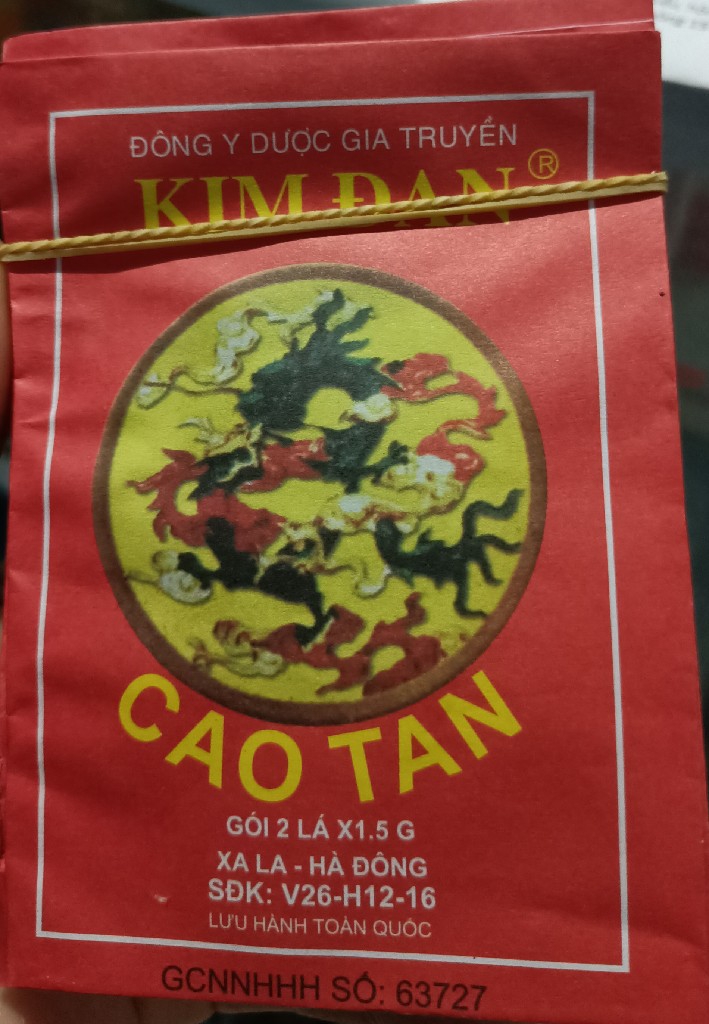 ĐÔNG Y DƯỢC GIA TRUYỀN
KIM ĐAN ®
CAO TAN
GÓI 2 LÁ X1.5 G
XA LA - HÀ ĐÔNG
SĐK: V26-H12-16
LƯU HÀNH TOÀN QUỐC
GCNNHHH SỐ: 63727